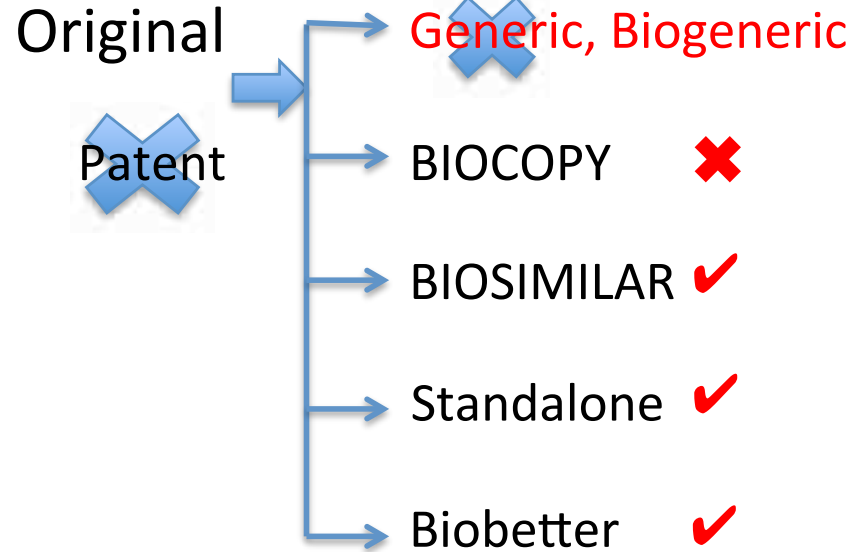 Original
Patent
Generic, Biogeneric
BIOCOPY
BIOSIMILAR
Standalone
Biobetter